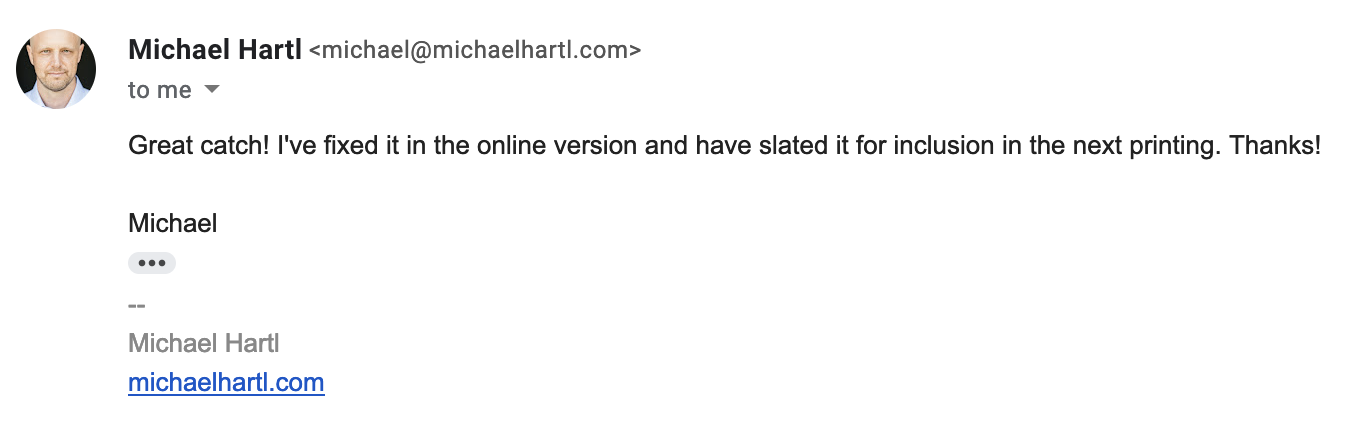 Michael Hartl <michael@michaelhartl.com>
to me
Great catch! I've fixed it in the online version and have slated it for inclusion in the next printing. Thanks!
Michael
•••
--
Michael Hartl
michaelhartl.com